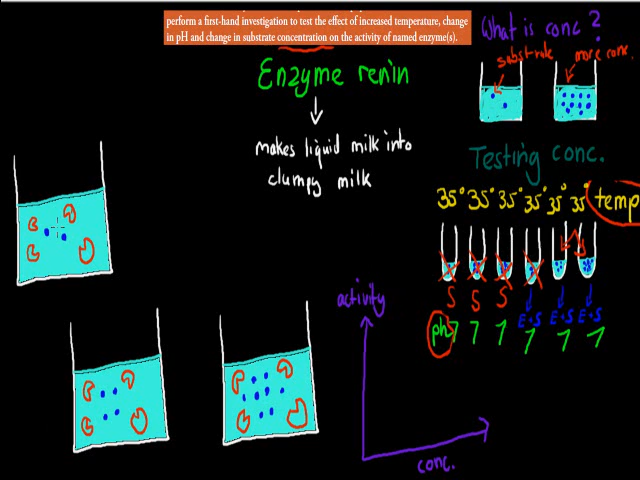 perform a first-hand investigation to test the effect of increased temperature, change
in pH and change in substrate concentration on the activity of named enzyme(s).
What is conc ?
substrate
more conc.
Enzyme renin
makes liquid milk into
clumpy milk
Testing conc.
35° 35° 35° 35° 35° 35° temp
S S S E+S E+S E+S
ph 7 7 7 7 7 7
activity
conc.